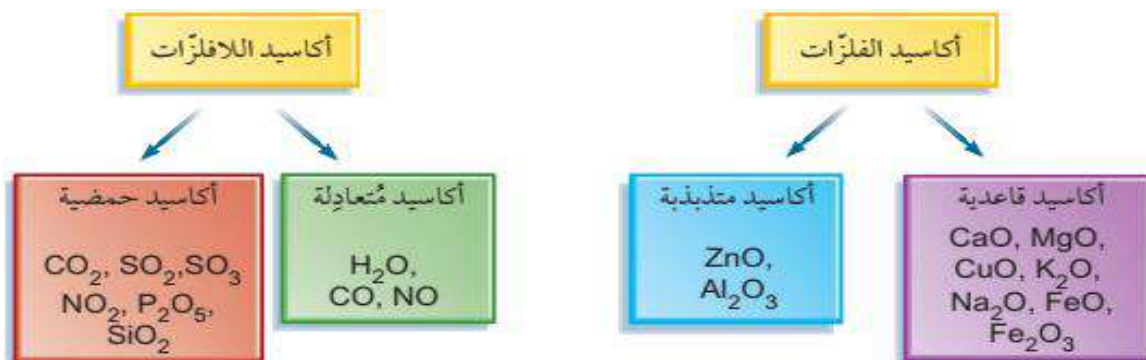 أكاسيد الفلزّات
أكاسيد قاعدية
CaO, MgO,
CuO, K₂O,
Na₂O, FeO,
Fe₂O₃
أكاسيد متذبذبة
ZnO,
Al₂O₃
أكاسيد اللافلزّات
أكاسيد مُتعادِلة
H₂O,
CO, NO
أكاسيد حمضية
CO₂, SO₂,SO₃
NO₂, P₂O₅,
SiO₂